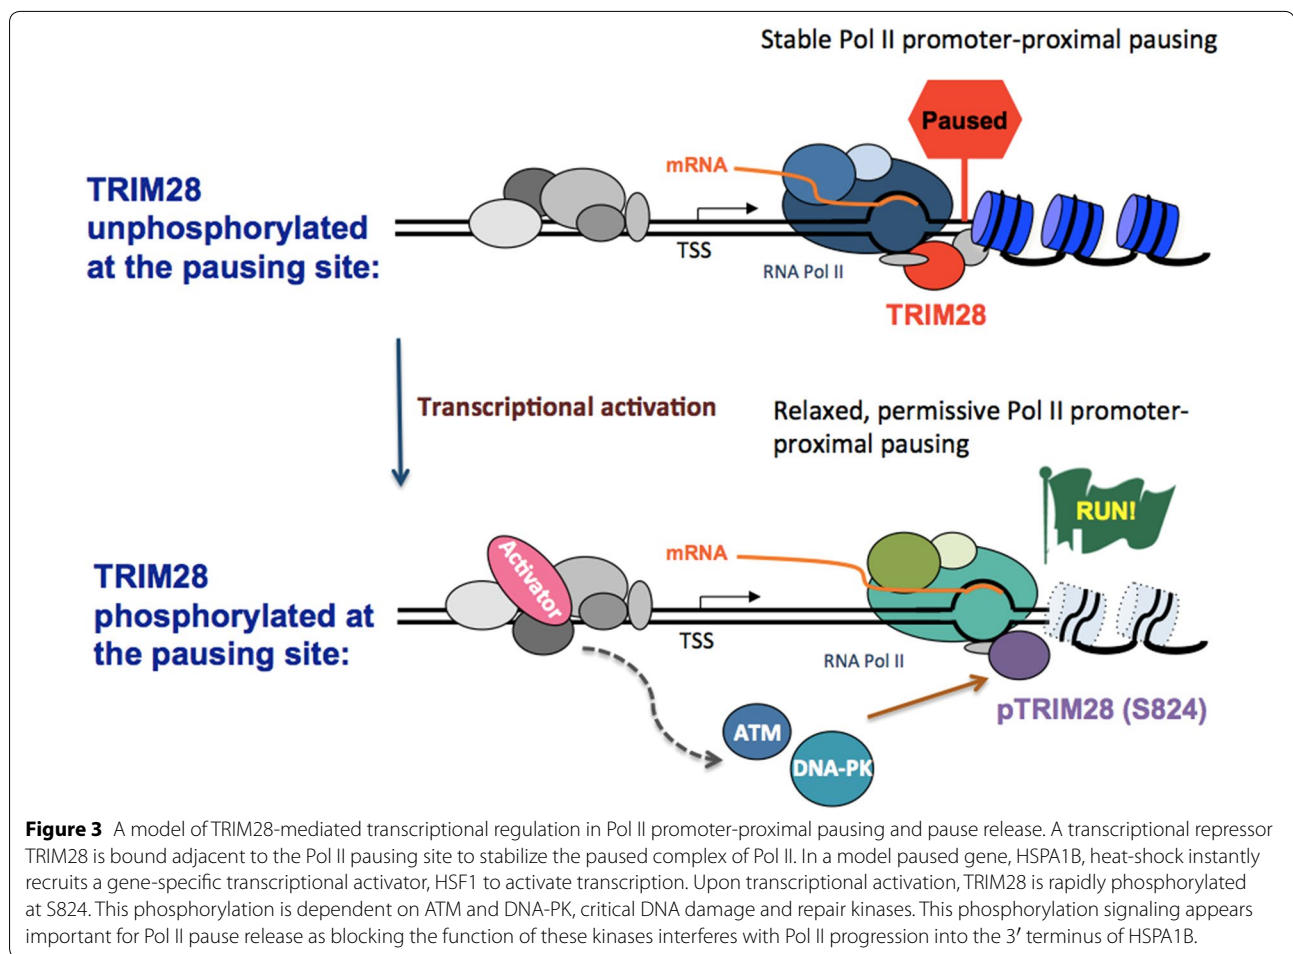 Stable Pol II promoter-proximal pausing
Paused
mRNA
TRIM28
unphosphorylated
at the pausing site:
TSS
RNA Pol II
TRIM28
Transcriptional activation
Relaxed, permissive Pol II promoter-
proximal pausing
RUN!
Activator
mRNA
TRIM28
phosphorylated at
the pausing site:
TSS
RNA Pol II
pTRIM28 (S824)
ATM
DNA-PK
Figure 3 A model of TRIM28-mediated transcriptional regulation in Pol II promoter-proximal pausing and pause release. A transcriptional repressor
TRIM28 is bound adjacent to the Pol II pausing site to stabilize the paused complex of Pol II. In a model paused gene, HSPA1B, heat-shock instantly
recruits a gene-specific transcriptional activator, HSF1 to activate transcription. Upon transcriptional activation, TRIM28 is rapidly phosphorylated
at S824. This phosphorylation is dependent on ATM and DNA-PK, critical DNA damage and repair kinases. This phosphorylation signaling appears
important for Pol II pause release as blocking the function of these kinases interferes with Pol II progression into the 3′ terminus of HSPA1B.